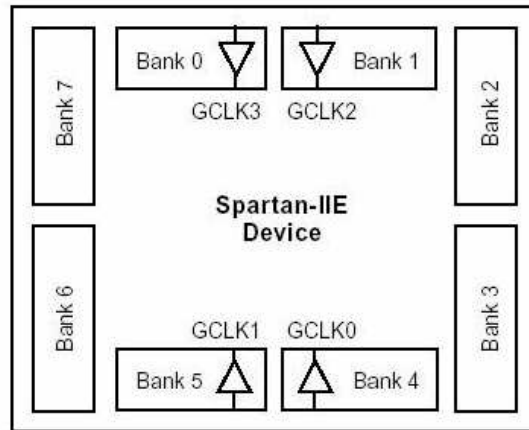 Bank 0
Bank 1
GCLK3
GCLK2
Bank 7
Bank 2
Spartan-IIE
Device
Bank 6
Bank 3
GCLK1
GCLK0
Bank 5
Bank 4